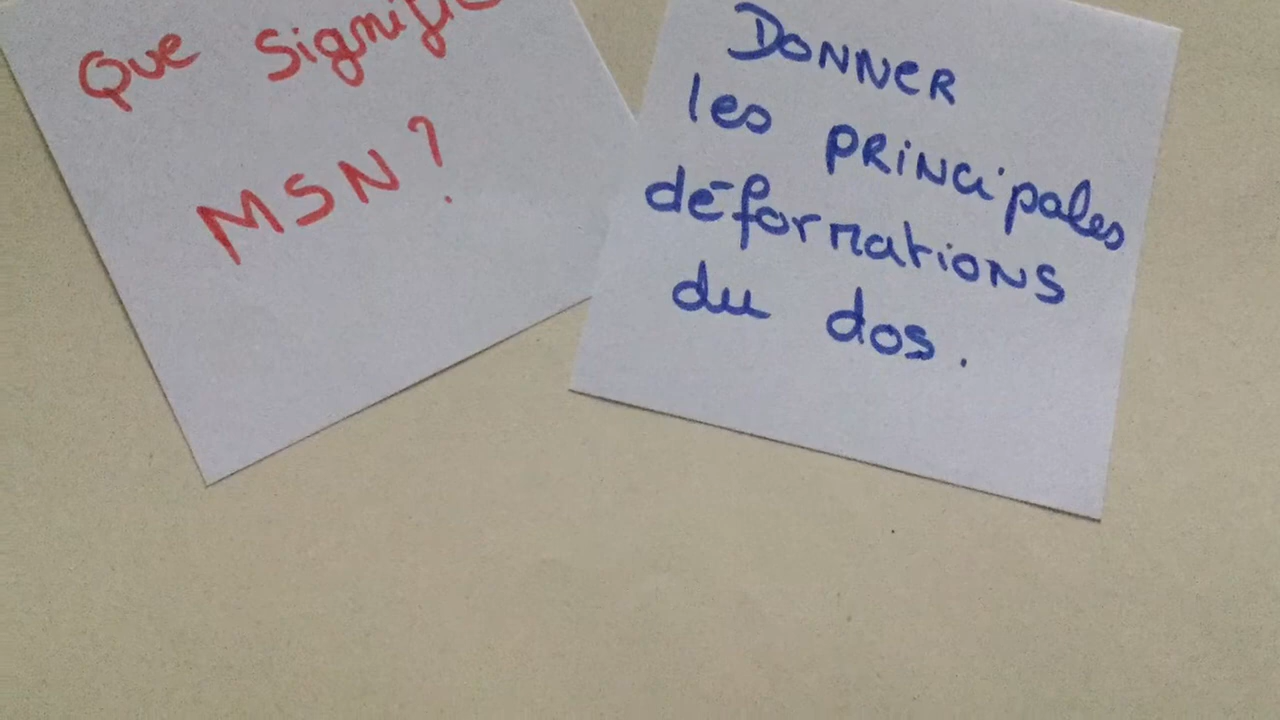 Que
MSN ?
DONNER
les PRINCipales
déformations
du dos.